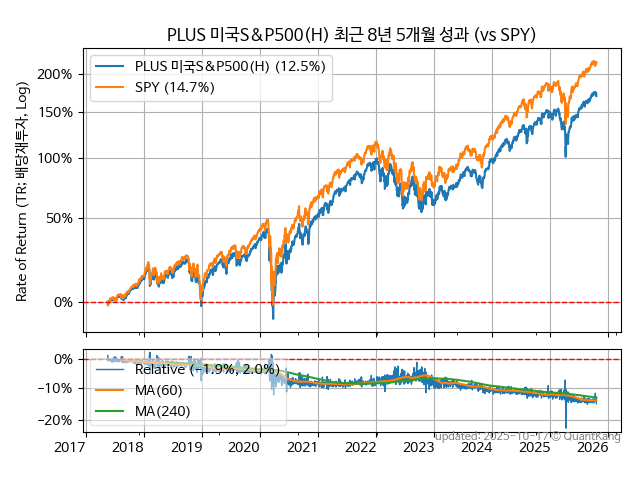 PLUS 미국S&P500(H) 최근 8년 5개월 성과 (vs SPY)
Rate of Return (TR: 배당재투자, Log)
PLUS 미국S&P500(H) (12.5%)
SPY (14.7%)
200%
150%
100%
50%
0%
Relative (−1.9%, 2.0%)
MA(60)
MA(240)
0%
−10%
−20%
2017 2018 2019 2020 2021 2022 2023 2024 2025 2026
updated: 2025-10-17 © QuantKang